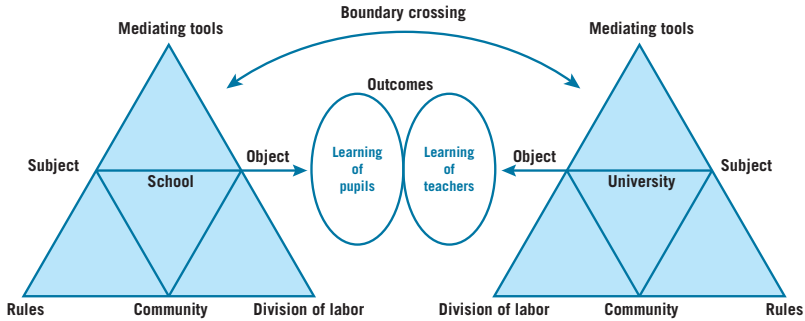 Boundary crossing
Mediating tools
Mediating tools
Outcomes
Subject
School
Object
Learning
of
pupils
Learning
of
teachers
Object
University
Subject
Rules
Community
Division of labor
Division of labor
Community
Rules